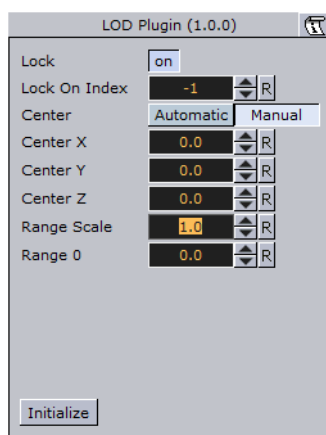 LOD Plugin (1.0.0)
Lock on
Lock On Index -1 R
Center Automatic Manual
Center X 0.0 R
Center Y 0.0 R
Center Z 0.0 R
Range Scale 1.0 R
Range 0 0.0 R
Initialize